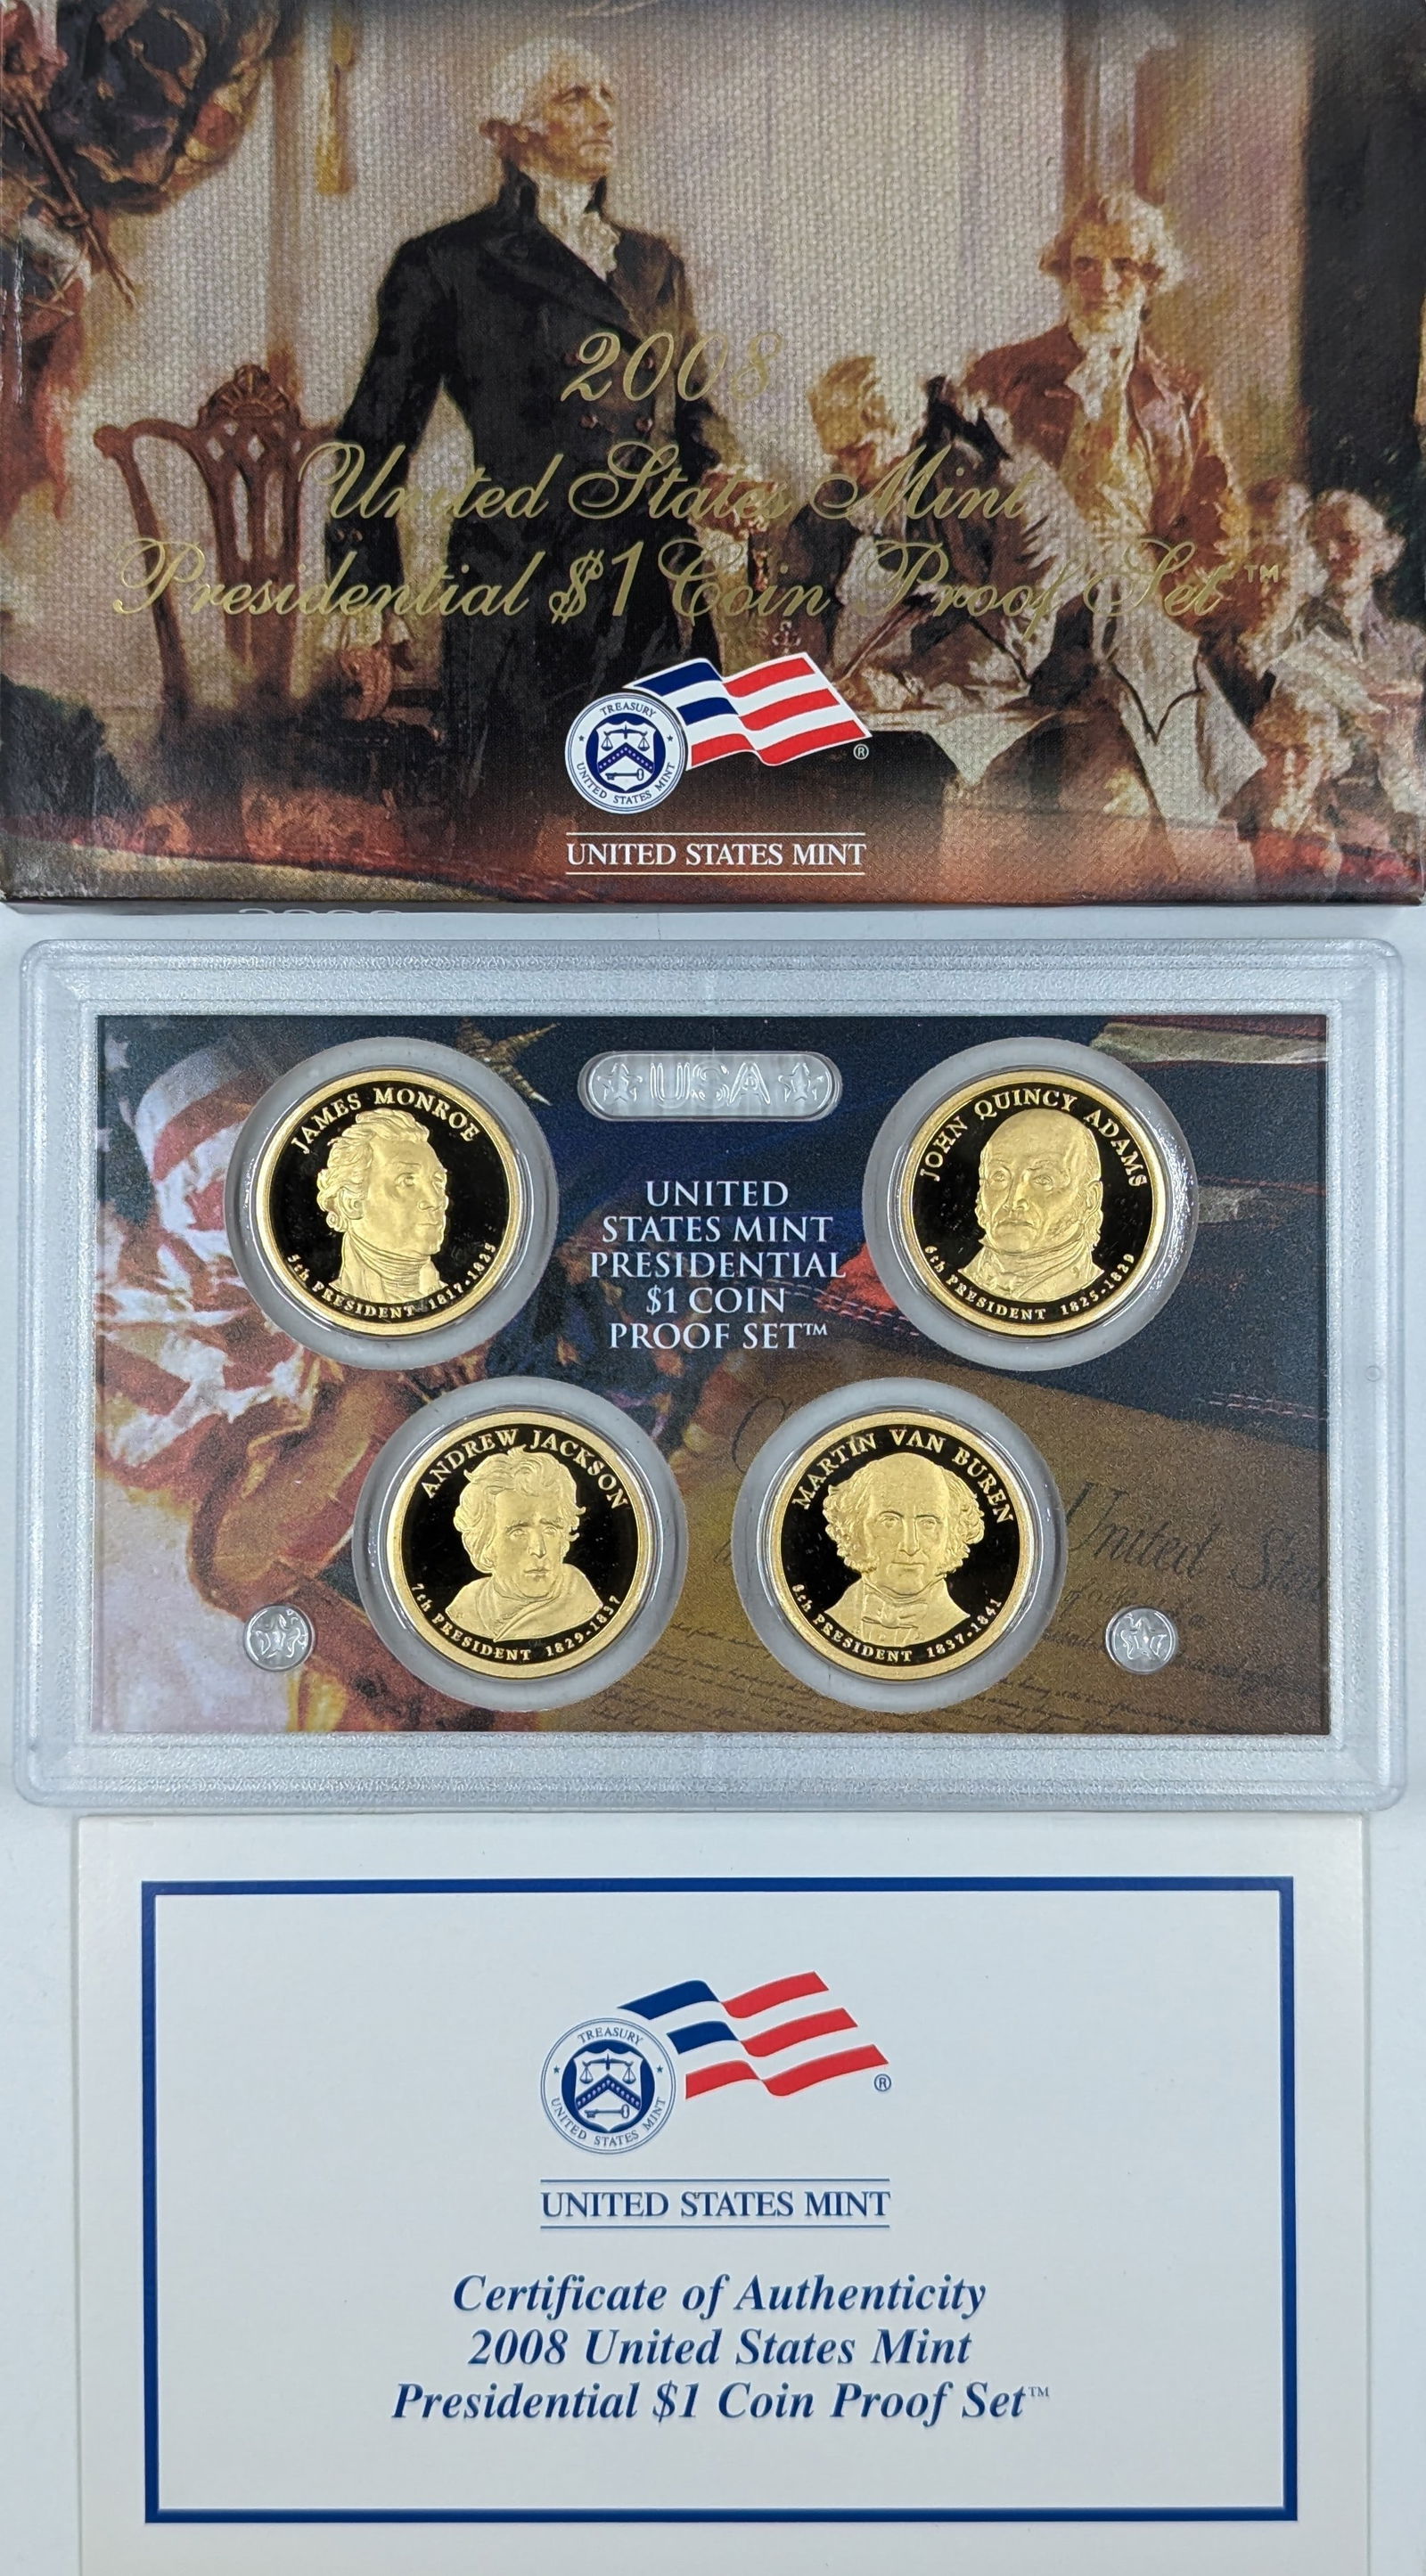 2008
United States Mint
Presidential $1 Coin Proof Set™
TREASURY
UNITED STATES MINT
®
UNITED STATES MINT
USA
JAMES MONROE
5th PRESIDENT 1817-1825
JOHN QUINCY ADAMS
6th PRESIDENT 1825-1829
UNITED
STATES MINT
PRESIDENTIAL
$1 COIN
PROOF SET™
ANDREW JACKSON
7th PRESIDENT 1829-1837
MARTIN VAN BUREN
8th PRESIDENT 1837-1841
United
TREASURY
UNITED STATES MINT
®
UNITED STATES MINT
Certificate of Authenticity
2008 United States Mint
Presidential $1 Coin Proof Set™